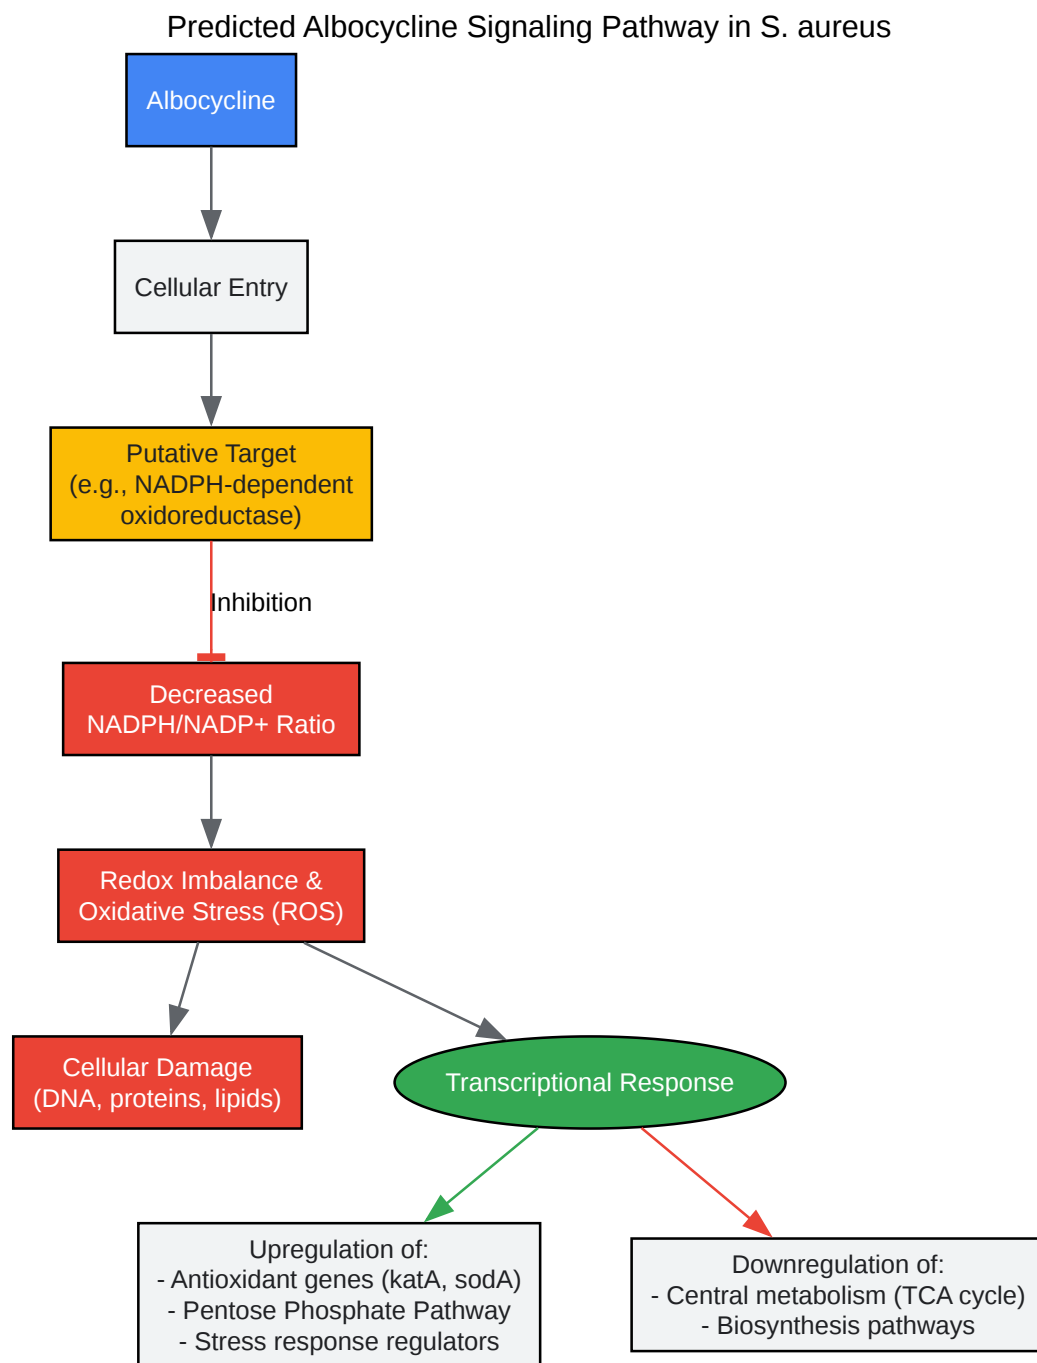 Predicted Albocycline Signaling Pathway in S. aureus
Albocycline
Cellular Entry
Putative Target
(e.g., NADPH-dependent
oxidoreductase)
Inhibition
Decreased
NADPH/NADP+ Ratio
Redox Imbalance &
Oxidative Stress (ROS)
Cellular Damage
(DNA, proteins, lipids)
Transcriptional Response
Upregulation of:
- Antioxidant genes (katA, sodA)
- Pentose Phosphate Pathway
- Stress response regulators
Downregulation of:
- Central metabolism (TCA cycle)
- Biosynthesis pathways